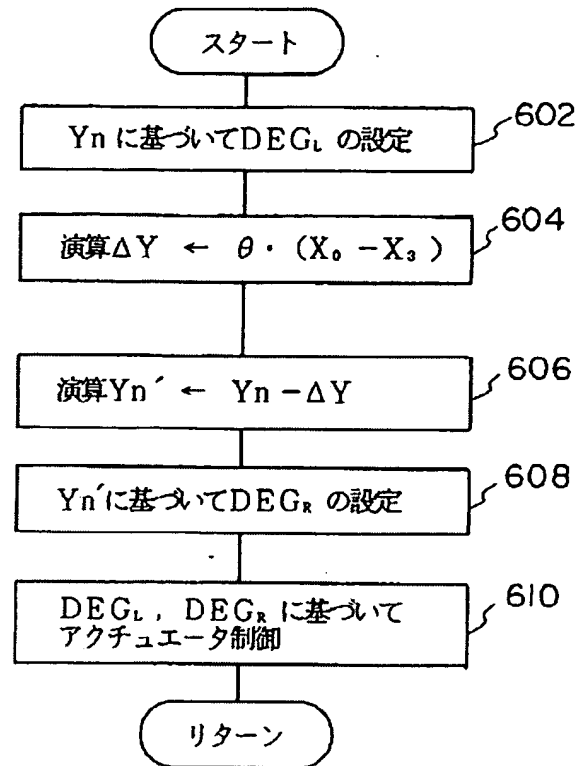 スタート
Ynに基づいてDEGL の設定
602
演算ΔY ← θ・(X0 −X3)
604
演算Yn´ ← Yn −ΔY
606
Yn´に基づいてDEGR の設定
608
DEGL , DEGR に基づいて
アクチュエータ制御
610
リターン